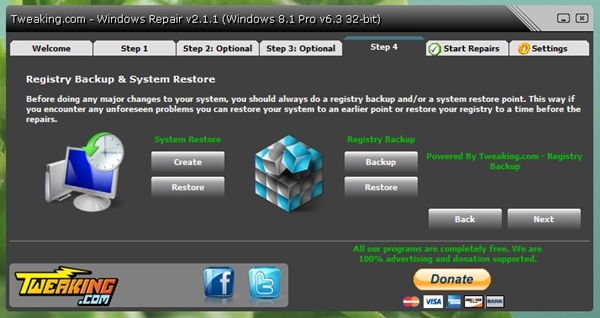 Tweaking.com - Windows Repair v2.1.1 (Windows 8.1 Pro v6.3 32-bit)
Welcome
Step 1
Step 2: Optional
Step 3: Optional
Step 4
Start Repairs
Settings
Registry Backup & System Restore
Before doing any major changes to your system, you should always do a registry backup and/or a system restore point. This way if
you encounter any unforeseen problems you can restore your system to an earlier point or restore your registry to a time before the
repairs.
System Restore
Create
Restore
Registry Backup
Backup
Restore
Powered By Tweaking.com - Registry
Backup
Back
Next
TWEAKING
.COM
All our programs are completely free. We are
100% advertising and donation supported.
Donate
VISA
DISCOVER
BANK